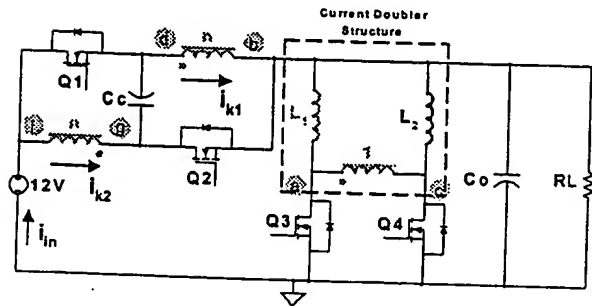 Current Doubler
Structure
d
n
b
Q1
Cc
ik1
L1
L2
n
Q2
ik2
12V
iin
a
c
Q3
Q4
Co
RL